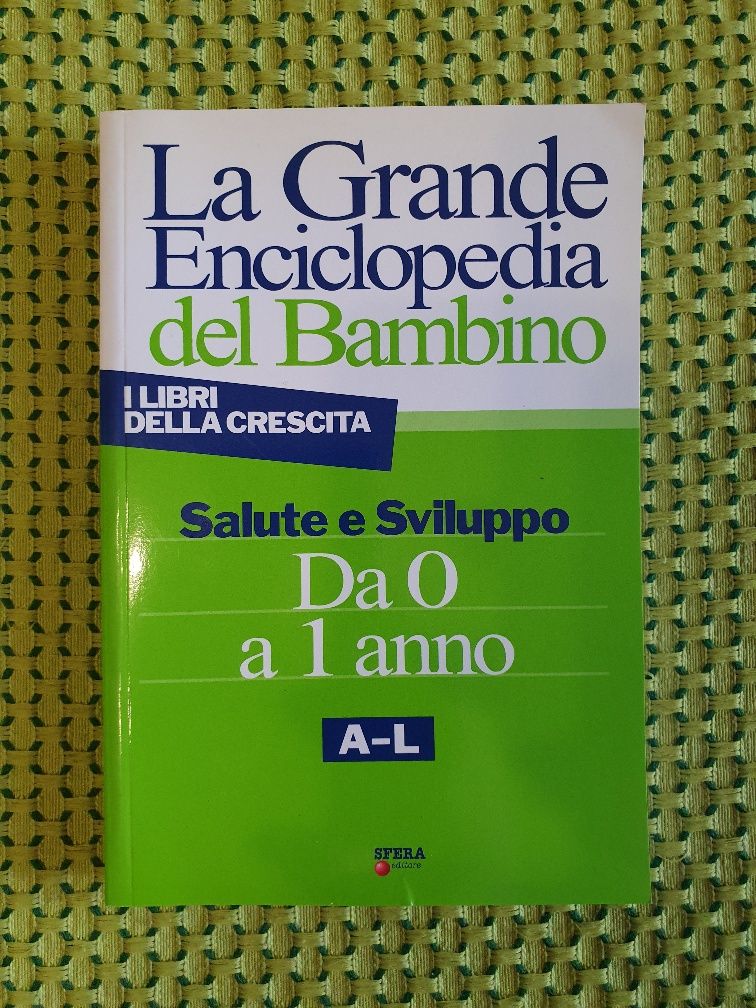 La Grande
Enciclopedia
del Bambino
I LIBRI
DELLA CRESCITA
Salute e Sviluppo
Da 0
a 1 anno
A–L
SFERA
editore